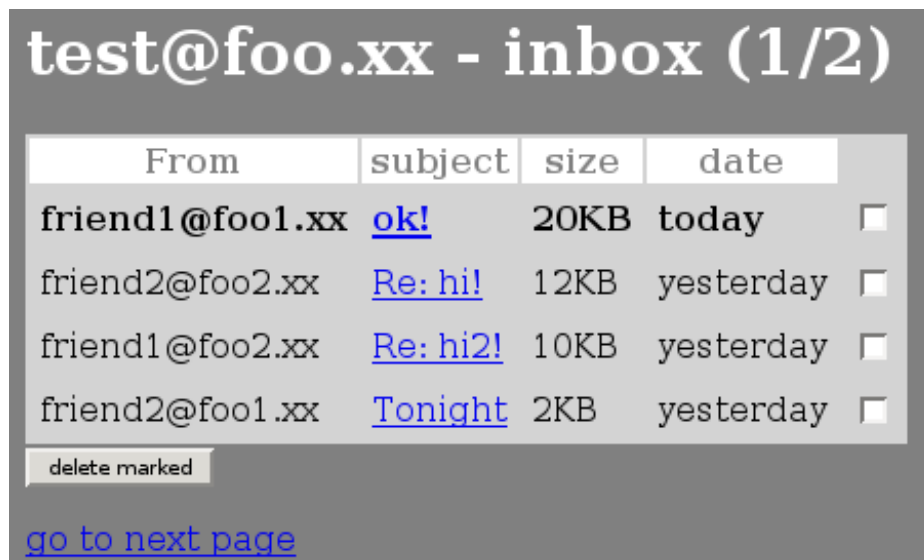 test@foo.xx - inbox (1/2)
From subject size date
friend1@foo1.xx ok! 20KB today
friend2@foo2.xx Re: hi! 12KB yesterday
friend1@foo2.xx Re: hi2! 10KB yesterday
friend2@foo1.xx Tonight 2KB yesterday
delete marked
go to next page